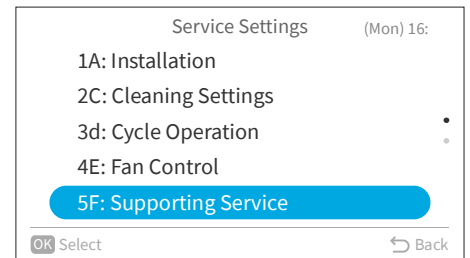 Service Settings (Mon) 16:
1A: Installation
2C: Cleaning Settings
3d: Cycle Operation
4E: Fan Control
5F: Supporting Service
OK Select Back